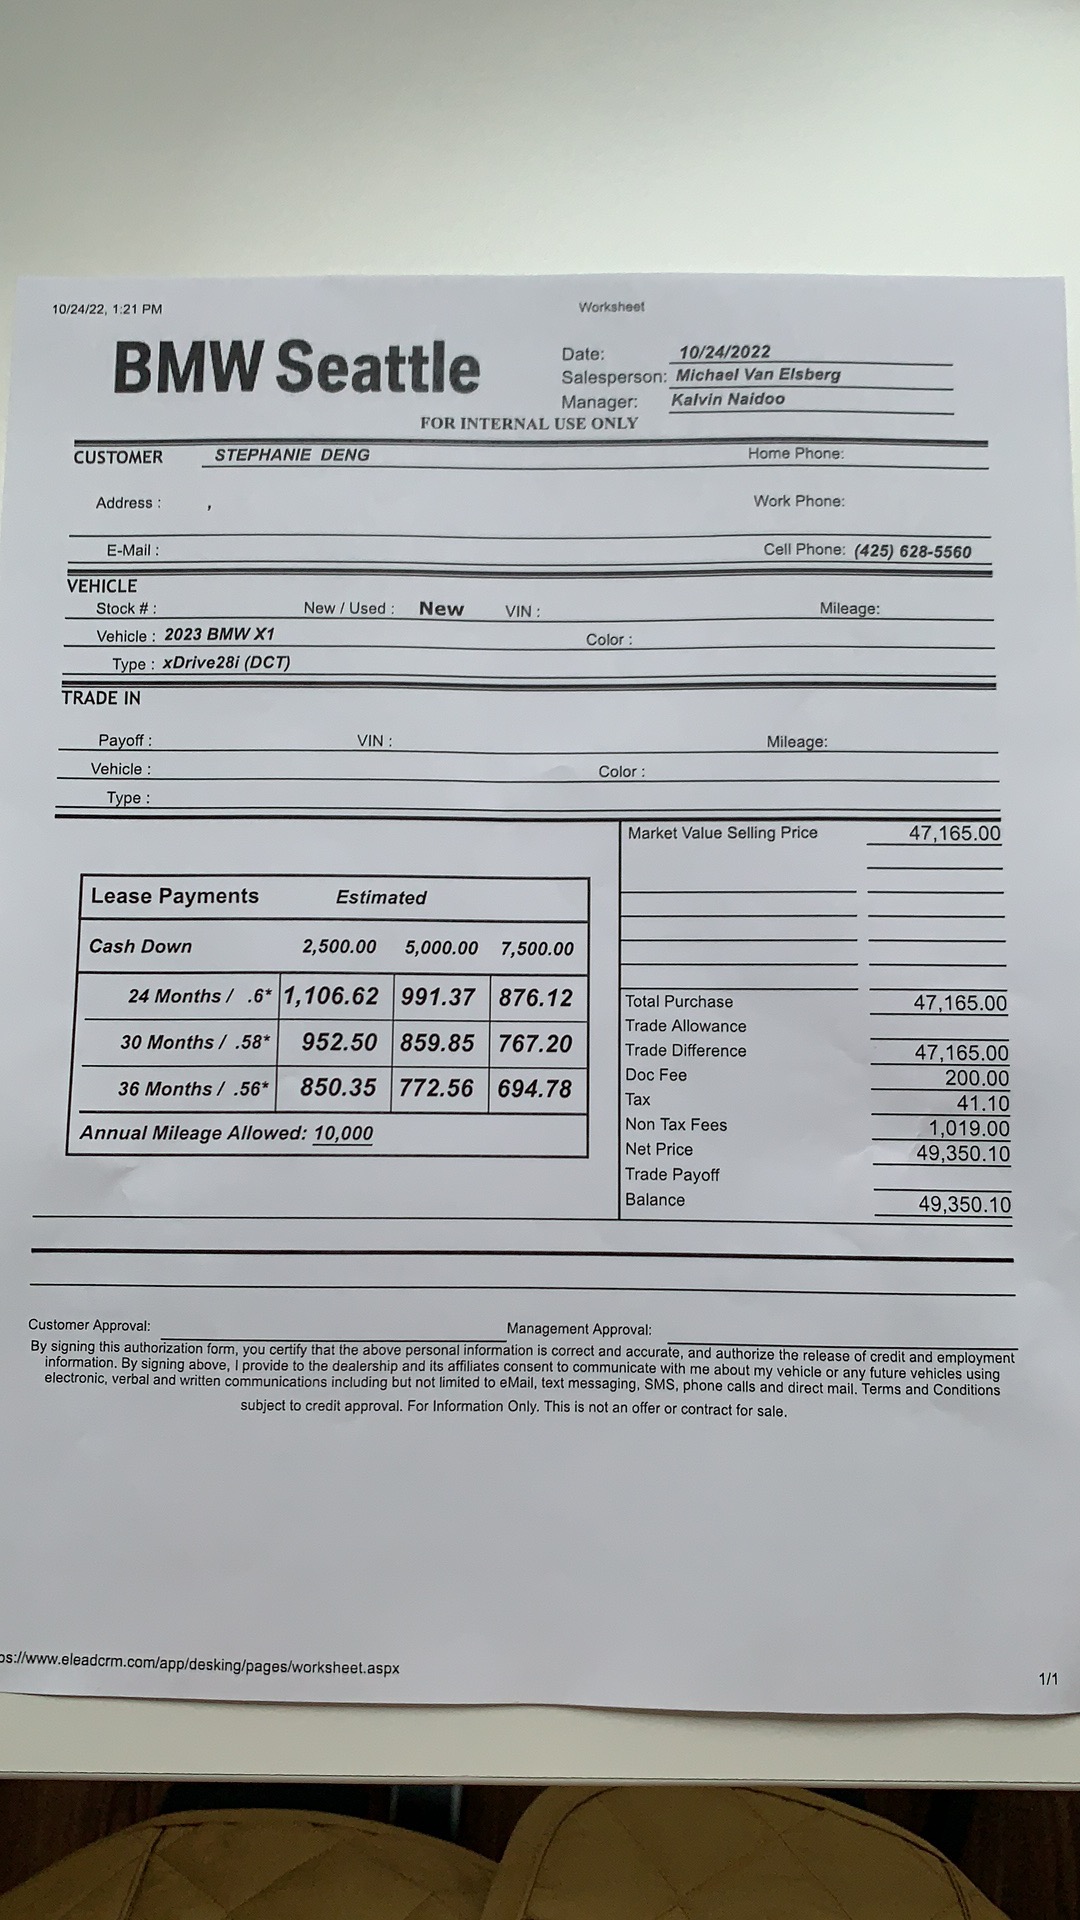 10/24/22, 1:21 PM Worksheet
BMW Seattle
Date: 10/24/2022
Salesperson: Michael Van Elsberg
Manager: Kalvin Naidoo
FOR INTERNAL USE ONLY
CUSTOMER STEPHANIE DENG Home Phone:
Address : , Work Phone:
E-Mail : Cell Phone: (425) 628-5560
VEHICLE
Stock # : New / Used : New VIN : Mileage:
Vehicle : 2023 BMW X1 Color :
Type : xDrive28i (DCT)
TRADE IN
Payoff : VIN : Mileage:
Vehicle : Color :
Type :
Market Value Selling Price 47,165.00
Lease Payments Estimated
Cash Down 2,500.00 5,000.00 7,500.00
24 Months / .6* 1,106.62 991.37 876.12
30 Months / .58* 952.50 859.85 767.20
36 Months / .56* 850.35 772.56 694.78
Annual Mileage Allowed: 10,000
Total Purchase 47,165.00
Trade Allowance
Trade Difference 47,165.00
Doc Fee 200.00
Tax 41.10
Non Tax Fees 1,019.00
Net Price 49,350.10
Trade Payoff
Balance 49,350.10
Customer Approval: Management Approval:
By signing this authorization form, you certify that the above personal information is correct and accurate, and authorize the release of credit and employment
information. By signing above, I provide to the dealership and its affiliates consent to communicate with me about my vehicle or any future vehicles using
electronic, verbal and written communications including but not limited to eMail, text messaging, SMS, phone calls and direct mail. Terms and Conditions
subject to credit approval. For Information Only. This is not an offer or contract for sale.
ps://www.eleadcrm.com/app/desking/pages/worksheet.aspx 1/1